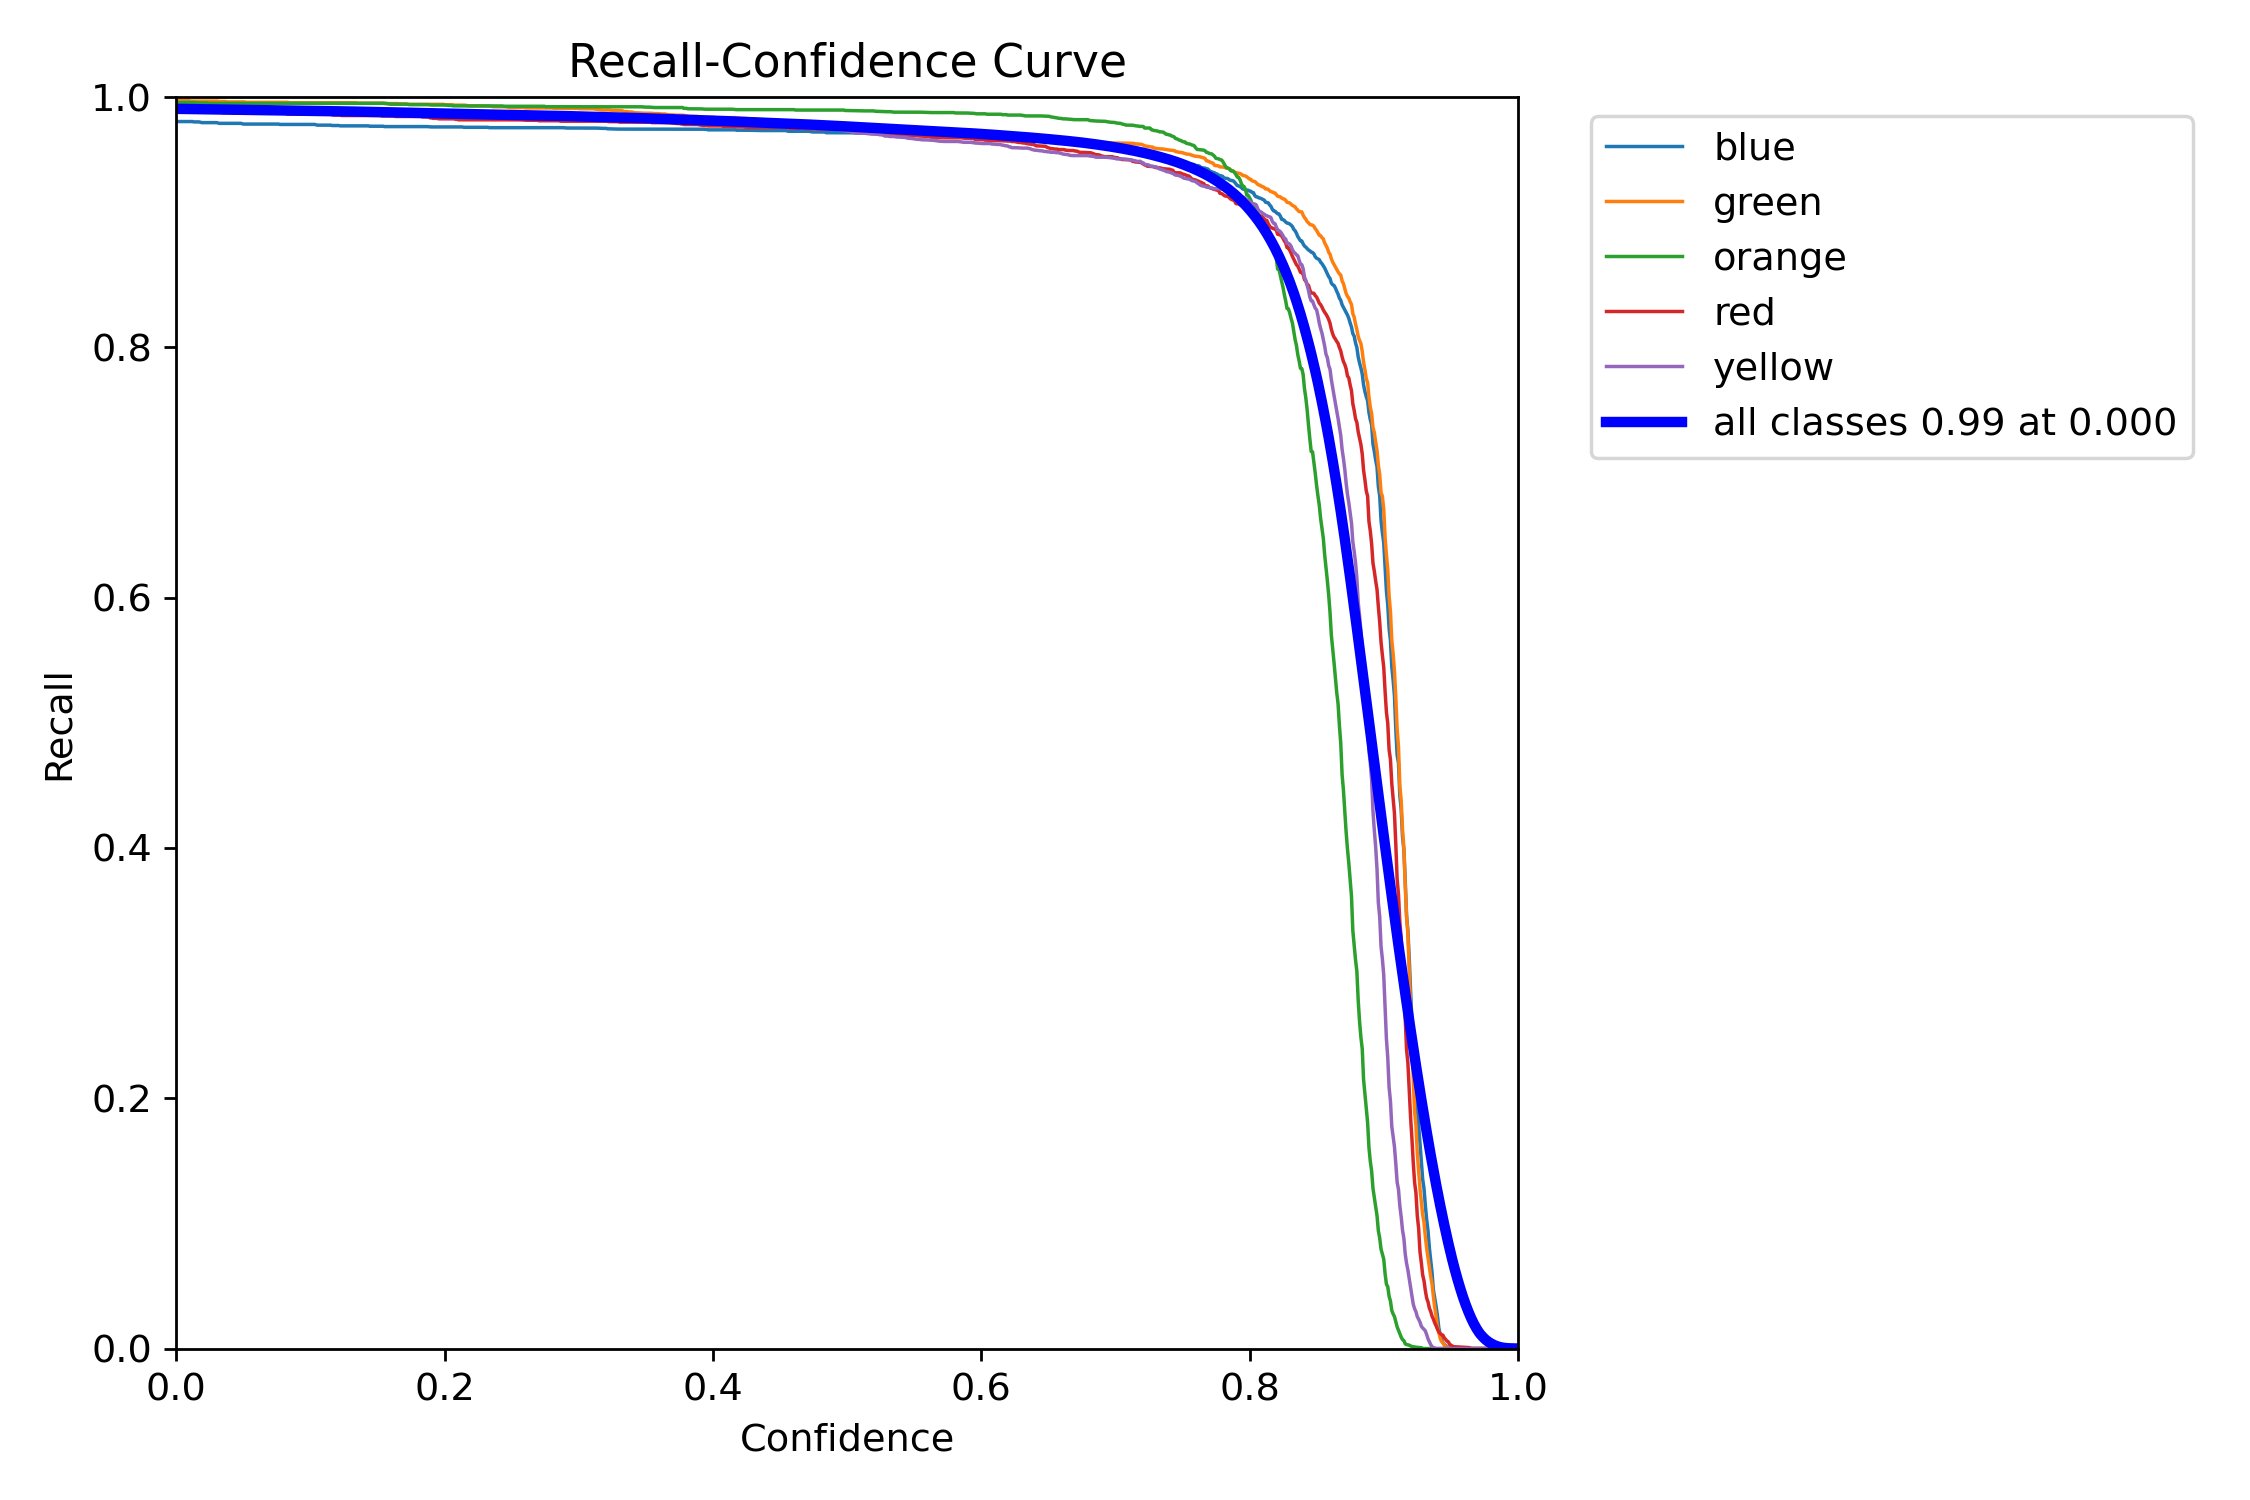 Recall-Confidence Curve
1.0
0.8
0.6
0.4
0.2
0.0
Recall
0.0 0.2 0.4 0.6 0.8 1.0
Confidence
blue
green
orange
red
yellow
all classes 0.99 at 0.000